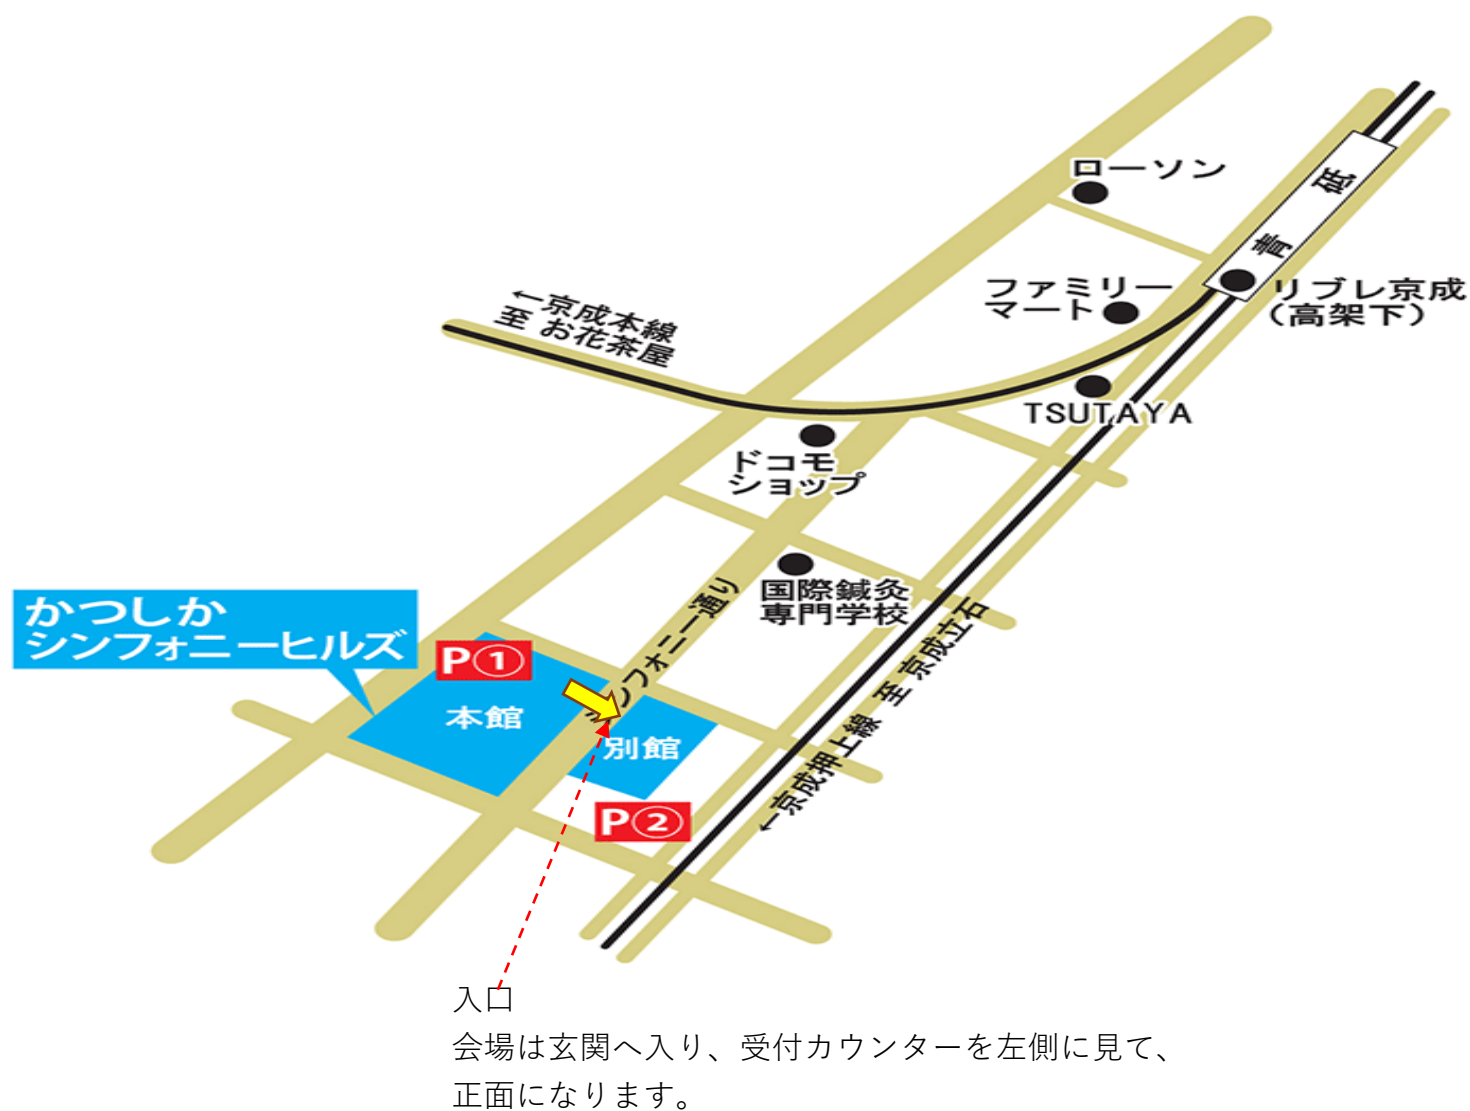 ローソン
青砥
ファミリー
マート
リブレ京成
（高架下）
←京成本線
至 お花茶屋
TSUTAYA
ドコモ
ショップ
国際鍼灸
専門学校
シンフォニー通り
かつしか
シンフォニーヒルズ
P①
本館
別館
P②
←京成押上線 至 京成立石
入口
会場は玄関へ入り、受付カウンターを左側に見て、
正面になります。